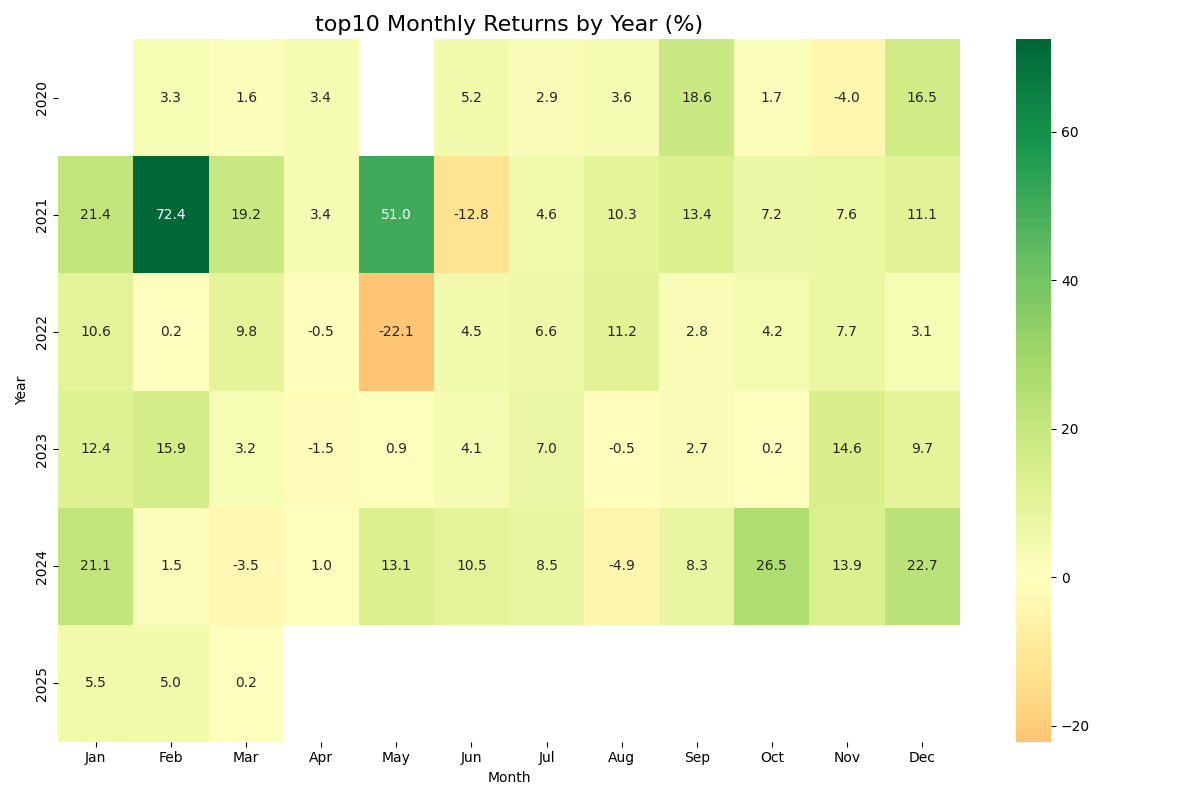 top10 Monthly Returns by Year (%)
2020 3.3 1.6 3.4 5.2 2.9 3.6 18.6 1.7 -4.0 16.5
2021 21.4 72.4 19.2 3.4 51.0 -12.8 4.6 10.3 13.4 7.2 7.6 11.1
2022 10.6 0.2 9.8 -0.5 -22.1 4.5 6.6 11.2 2.8 4.2 7.7 3.1
2023 12.4 15.9 3.2 -1.5 0.9 4.1 7.0 -0.5 2.7 0.2 14.6 9.7
2024 21.1 1.5 -3.5 1.0 13.1 10.5 8.5 -4.9 8.3 26.5 13.9 22.7
2025 5.5 5.0 0.2
Year
Jan Feb Mar Apr May Jun Jul Aug Sep Oct Nov Dec
Month
60
40
20
0
−20